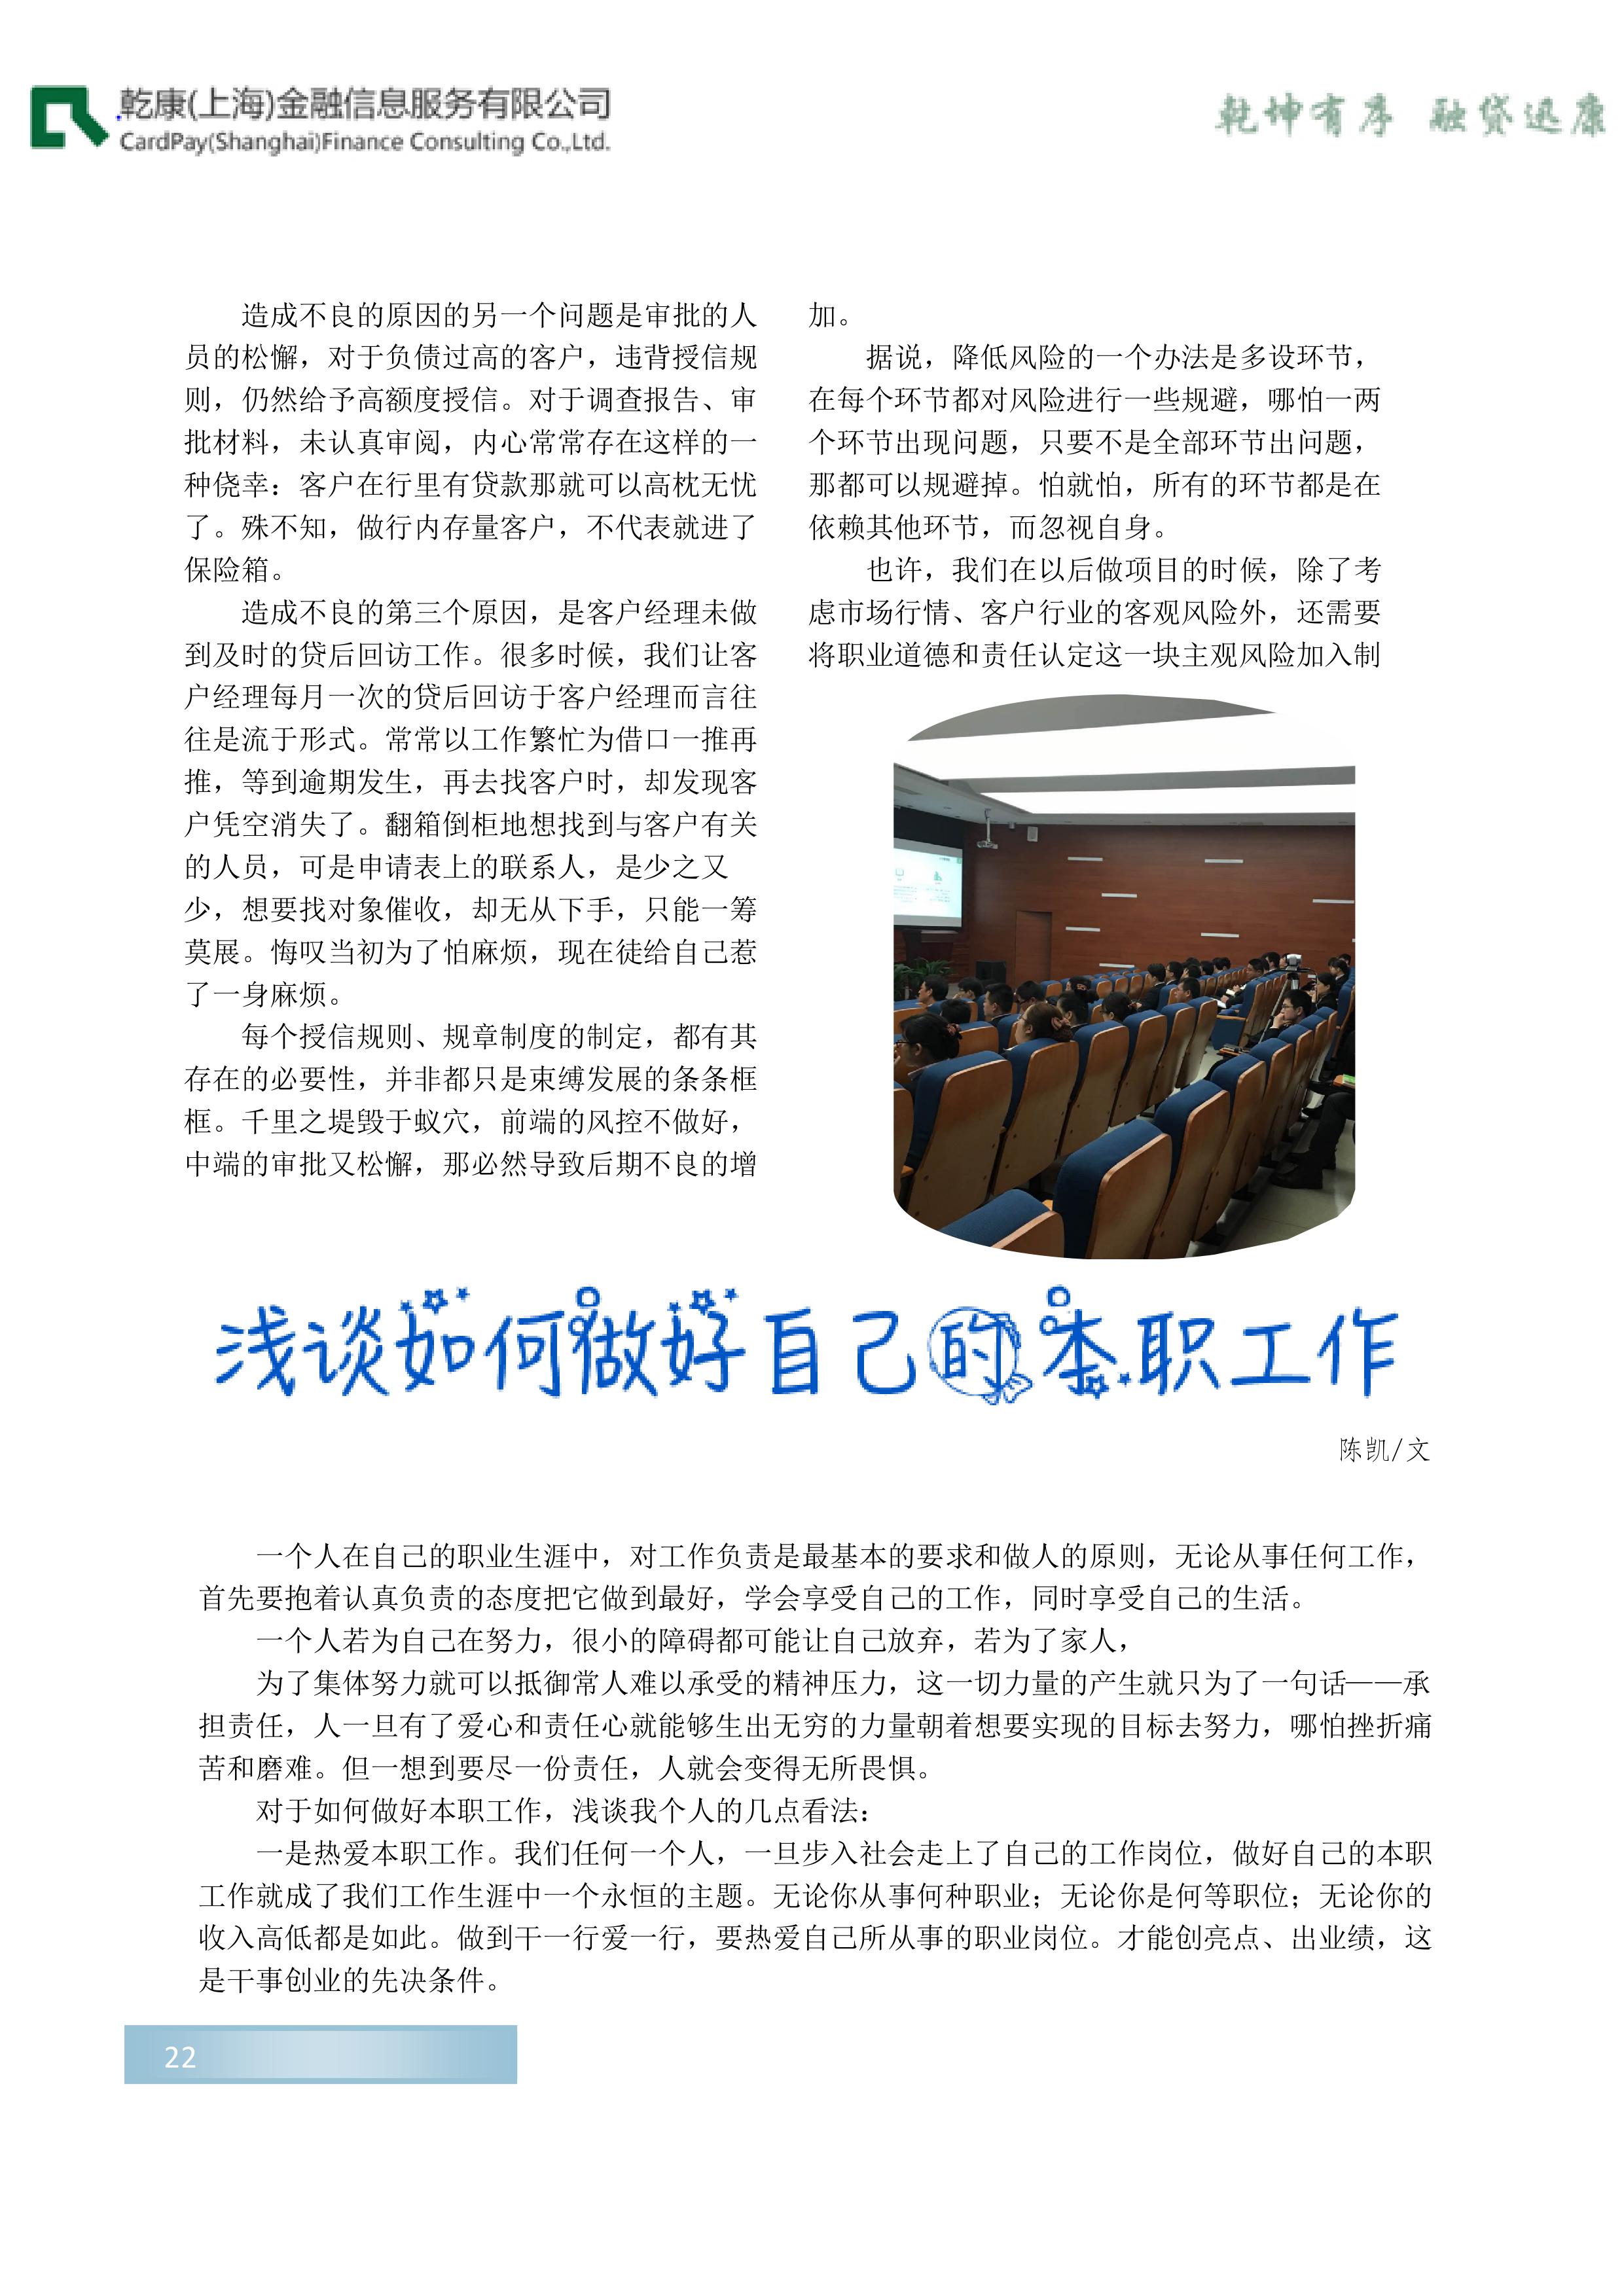 乾康(上海)金融信息服务有限公司
CardPay(Shanghai)Finance Consulting Co.,Ltd.
乾坤有序 融贷迅康
造成不良的原因的另一个问题是审批的人
员的松懈，对于负债过高的客户，违背授信规
则，仍然给予高额度授信。对于调查报告、审
批材料，未认真审阅，内心常常存在这样的一
种侥幸：客户在行里有贷款那就可以高枕无忧
了。殊不知，做行内存量客户，不代表就进了
保险箱。
造成不良的第三个原因，是客户经理未做
到及时的贷后回访工作。很多时候，我们让客
户经理每月一次的贷后回访于客户经理而言往
往是流于形式。常常以工作繁忙为借口一推再
推，等到逾期发生，再去找客户时，却发现客
户凭空消失了。翻箱倒柜地想找到与客户有关
的人员，可是申请表上的联系人，是少之又
少，想要找对象催收，却无从下手，只能一筹
莫展。悔叹当初为了怕麻烦，现在徒给自己惹
了一身麻烦。
每个授信规则、规章制度的制定，都有其
存在的必要性，并非都只是束缚发展的条条框
框。千里之堤毁于蚁穴，前端的风控不做好，
中端的审批又松懈，那必然导致后期不良的增
加。
据说，降低风险的一个办法是多设环节，
在每个环节都对风险进行一些规避，哪怕一两
个环节出现问题，只要不是全部环节出问题，
那都可以规避掉。怕就怕，所有的环节都是在
依赖其他环节，而忽视自身。
也许，我们在以后做项目的时候，除了考
虑市场行情、客户行业的客观风险外，还需要
将职业道德和责任认定这一块主观风险加入制
浅谈如何做好自己的本职工作
陈凯/文
一个人在自己的职业生涯中，对工作负责是最基本的要求和做人的原则，无论从事任何工作，
首先要抱着认真负责的态度把它做到最好，学会享受自己的工作，同时享受自己的生活。
一个人若为自己在努力，很小的障碍都可能让自己放弃，若为了家人，
为了集体努力就可以抵御常人难以承受的精神压力，这一切力量的产生就只为了一句话——承
担责任，人一旦有了爱心和责任心就能够生出无穷的力量朝着想要实现的目标去努力，哪怕挫折痛
苦和磨难。但一想到要尽一份责任，人就会变得无所畏惧。
对于如何做好本职工作，浅谈我个人的几点看法：
一是热爱本职工作。我们任何一个人，一旦步入社会走上了自己的工作岗位，做好自己的本职
工作就成了我们工作生涯中一个永恒的主题。无论你从事何种职业；无论你是何等职位；无论你的
收入高低都是如此。做到干一行爱一行，要热爱自己所从事的职业岗位。才能创亮点、出业绩，这
是干事创业的先决条件。
22